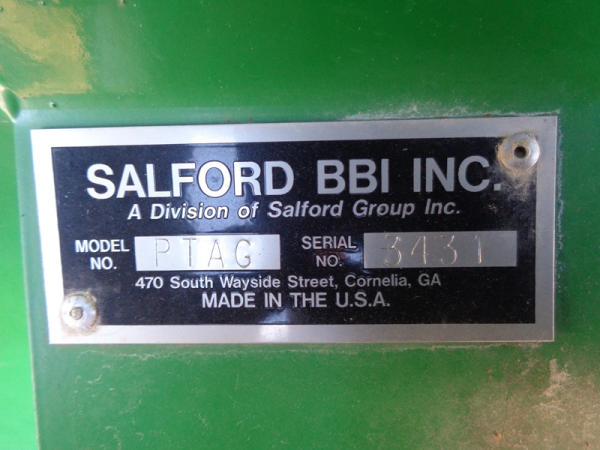 SALFORD BBI INC.
A Division of Salford Group Inc.
MODEL NO. PTAG SERIAL NO. 3431
470 South Wayside Street, Cornelia, GA
MADE IN THE U.S.A.